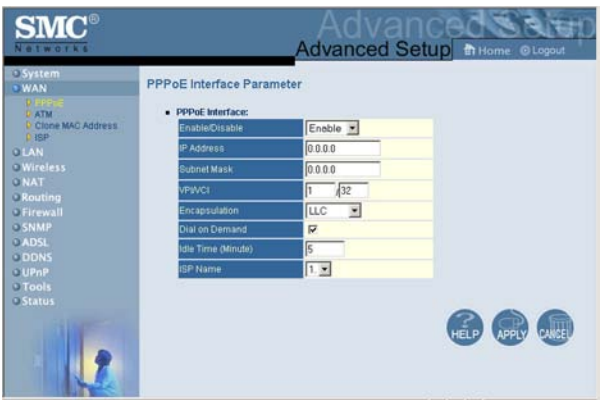 SMC®
Networks
Advanced Setup
Advanced Setup
Home
Logout
System
WAN
PPPoE
ATM
Clone MAC Address
ISP
LAN
Wireless
NAT
Routing
Firewall
SNMP
ADSL
DDNS
UPnP
Tools
Status
PPPoE Interface Parameter
PPPoE Interface:
Enable/Disable Enable
IP Address 0.0.0.0
Subnet Mask 0.0.0.0
VPI/VCI 1 /32
Encapsulation LLC
Dial on Demand
Idle Time (Minute) 5
ISP Name 1.
HELP APPLY CANCEL